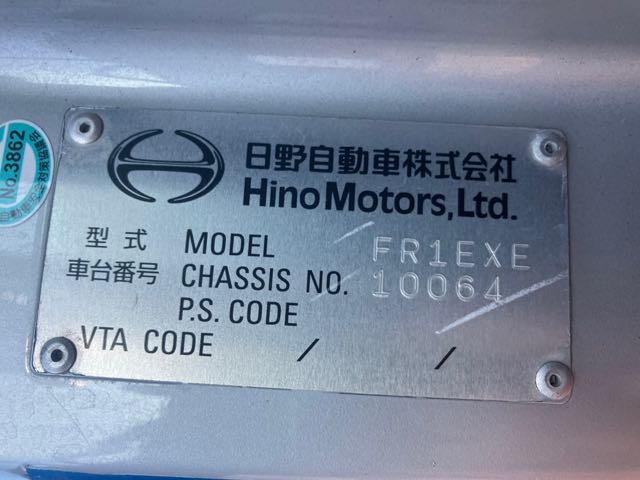 日野自動車株式会社
Hino Motors, Ltd.
型式 MODEL FR1EXE
車台番号 CHASSIS NO. 10064
P.S. CODE
VTA CODE / /
No.3862